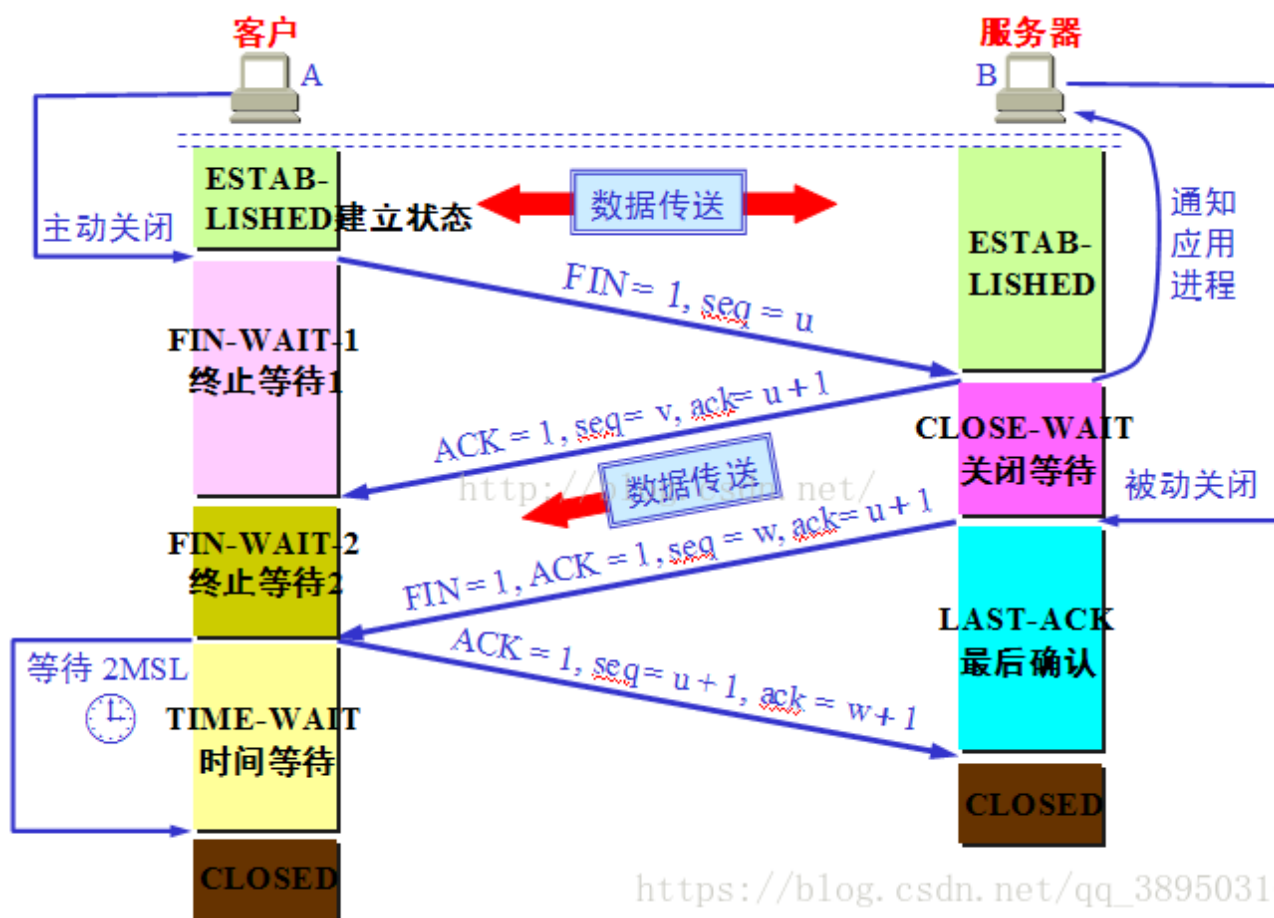 客户
服务器
A
B
ESTAB-
LISHED建立状态
数据传送
主动关闭
通知
应用
进程
ESTAB-
LISHED
FIN = 1, seq = u
FIN-WAIT-1
终止等待1
ACK = 1, seq= v, ack= u + 1
CLOSE-WAIT
关闭等待
数据传送
被动关闭
FIN-WAIT-2
终止等待2
FIN=1, ACK = 1, seq = w, ack= u + 1
ACK = 1, seq= u + 1, ack = w + 1
LAST-ACK
最后确认
等待 2MSL
TIME-WAIT
时间等待
CLOSED
CLOSED
https://blog.csdn.net/qq_3895031